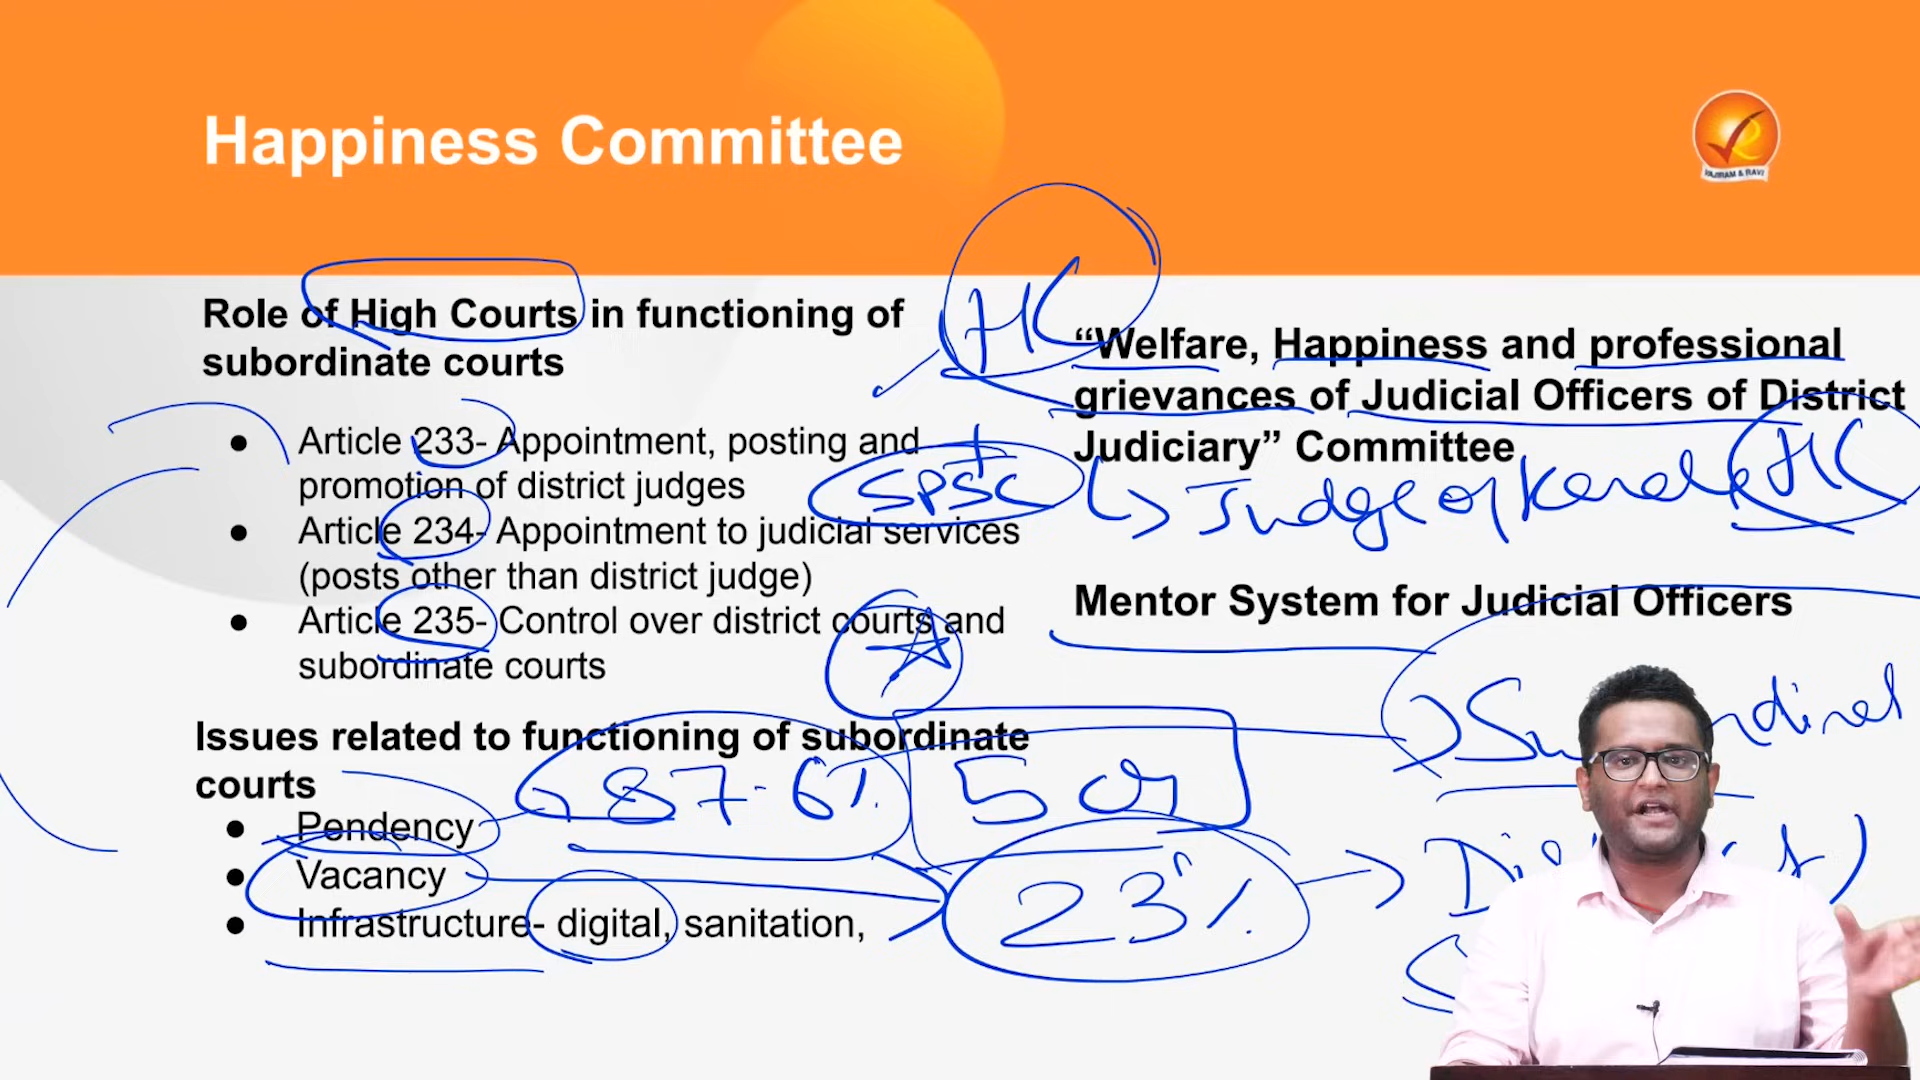 Happiness Committee
VAJIRAM & RAVI
Role of High Courts in functioning of
subordinate courts
● Article 233- Appointment, posting and
promotion of district judges
● Article 234- Appointment to judicial services
(posts other than district judge)
● Article 235- Control over district courts and
subordinate courts
Issues related to functioning of subordinate
courts
● Pendency
● Vacancy
● Infrastructure- digital, sanitation,
87.6%
5 cr
23%
HC
SPSC
“Welfare, Happiness and professional
grievances of Judicial Officers of District
Judiciary” Committee
Judge of Kerala HC
Mentor System for Judicial Officers